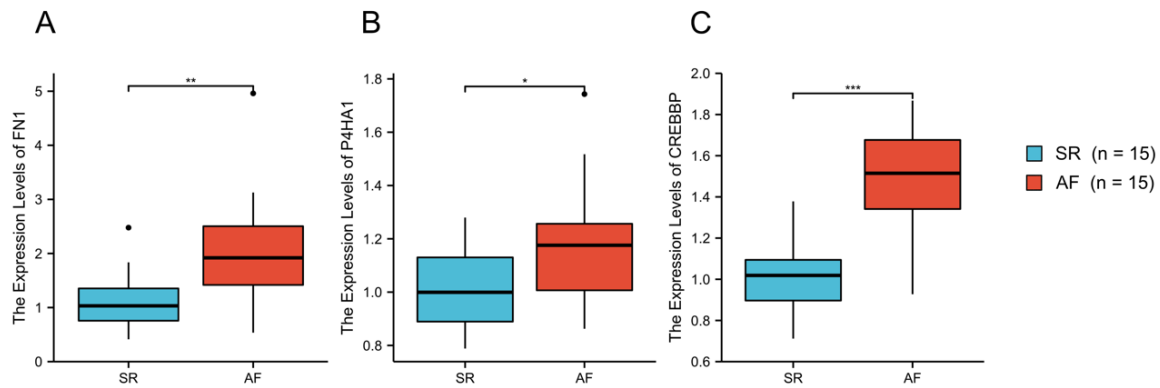 A
The Expression Levels of FN1
5
4
3
2
1
0
**
SR
AF
B
The Expression Levels of P4HA1
1.8
1.6
1.4
1.2
1.0
0.8
*
SR
AF
C
The Expression Levels of CREBBP
2.0
1.8
1.6
1.4
1.2
1.0
0.8
0.6
***
SR
AF
SR (n = 15)
AF (n = 15)